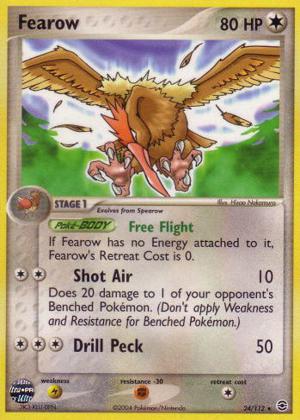 Fearow 80 HP
STAGE 1
Illus. Hisao Nakamura
Evolves from Spearow
Poké-BODY Free Flight
If Fearow has no Energy attached to it,
Fearow's Retreat Cost is 0.
Shot Air 10
Does 20 damage to 1 of your opponent's
Benched Pokémon. (Don't apply Weakness
and Resistance for Benched Pokémon.)
Drill Peck 50
weakness resistance -30 retreat cost
©2004 Pokémon/Nintendo 24/112